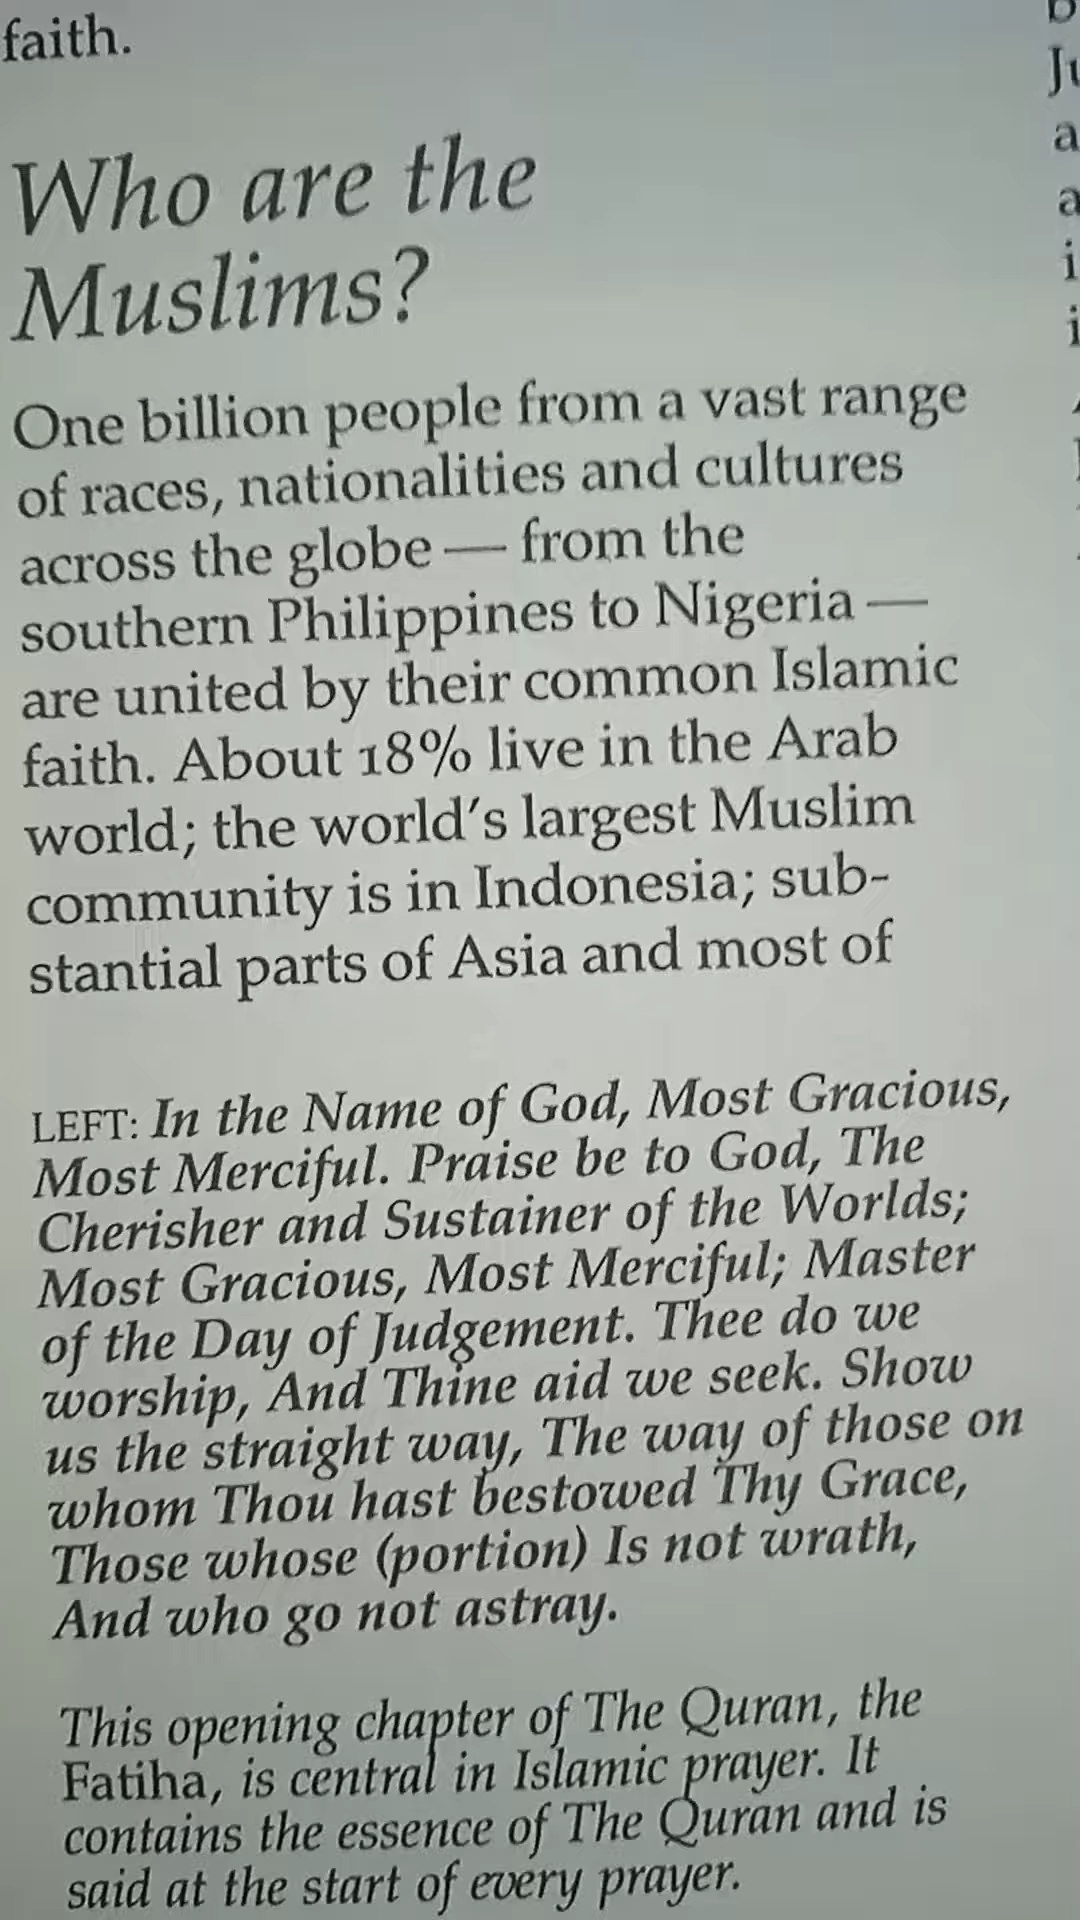 faith.
Who are the
Muslims?
One billion people from a vast range
of races, nationalities and cultures
across the globe — from the
southern Philippines to Nigeria —
are united by their common Islamic
faith. About 18% live in the Arab
world; the world's largest Muslim
community is in Indonesia; sub-
stantial parts of Asia and most of
LEFT: In the Name of God, Most Gracious,
Most Merciful. Praise be to God, The
Cherisher and Sustainer of the Worlds;
Most Gracious, Most Merciful; Master
of the Day of Judgement. Thee do we
worship, And Thine aid we seek. Show
us the straight way, The way of those on
whom Thou hast bestowed Thy Grace,
Those whose (portion) Is not wrath,
And who go not astray.
This opening chapter of The Quran, the
Fatiha, is central in Islamic prayer. It
contains the essence of The Quran and is
said at the start of every prayer.